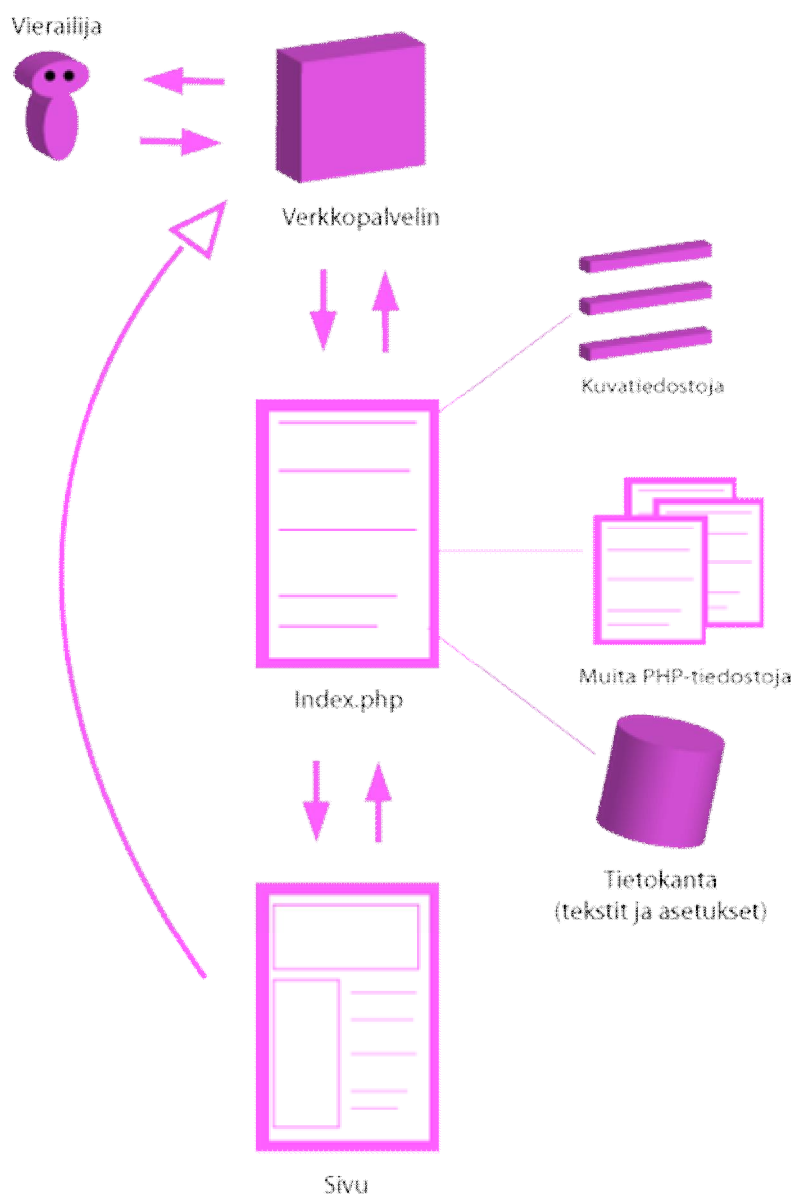 Vierailija
Verkkopalvelin
Kuvatiedostoja
Index.php
Muita PHP-tiedostoja
Tietokanta
(tekstit ja asetukset)
Sivu